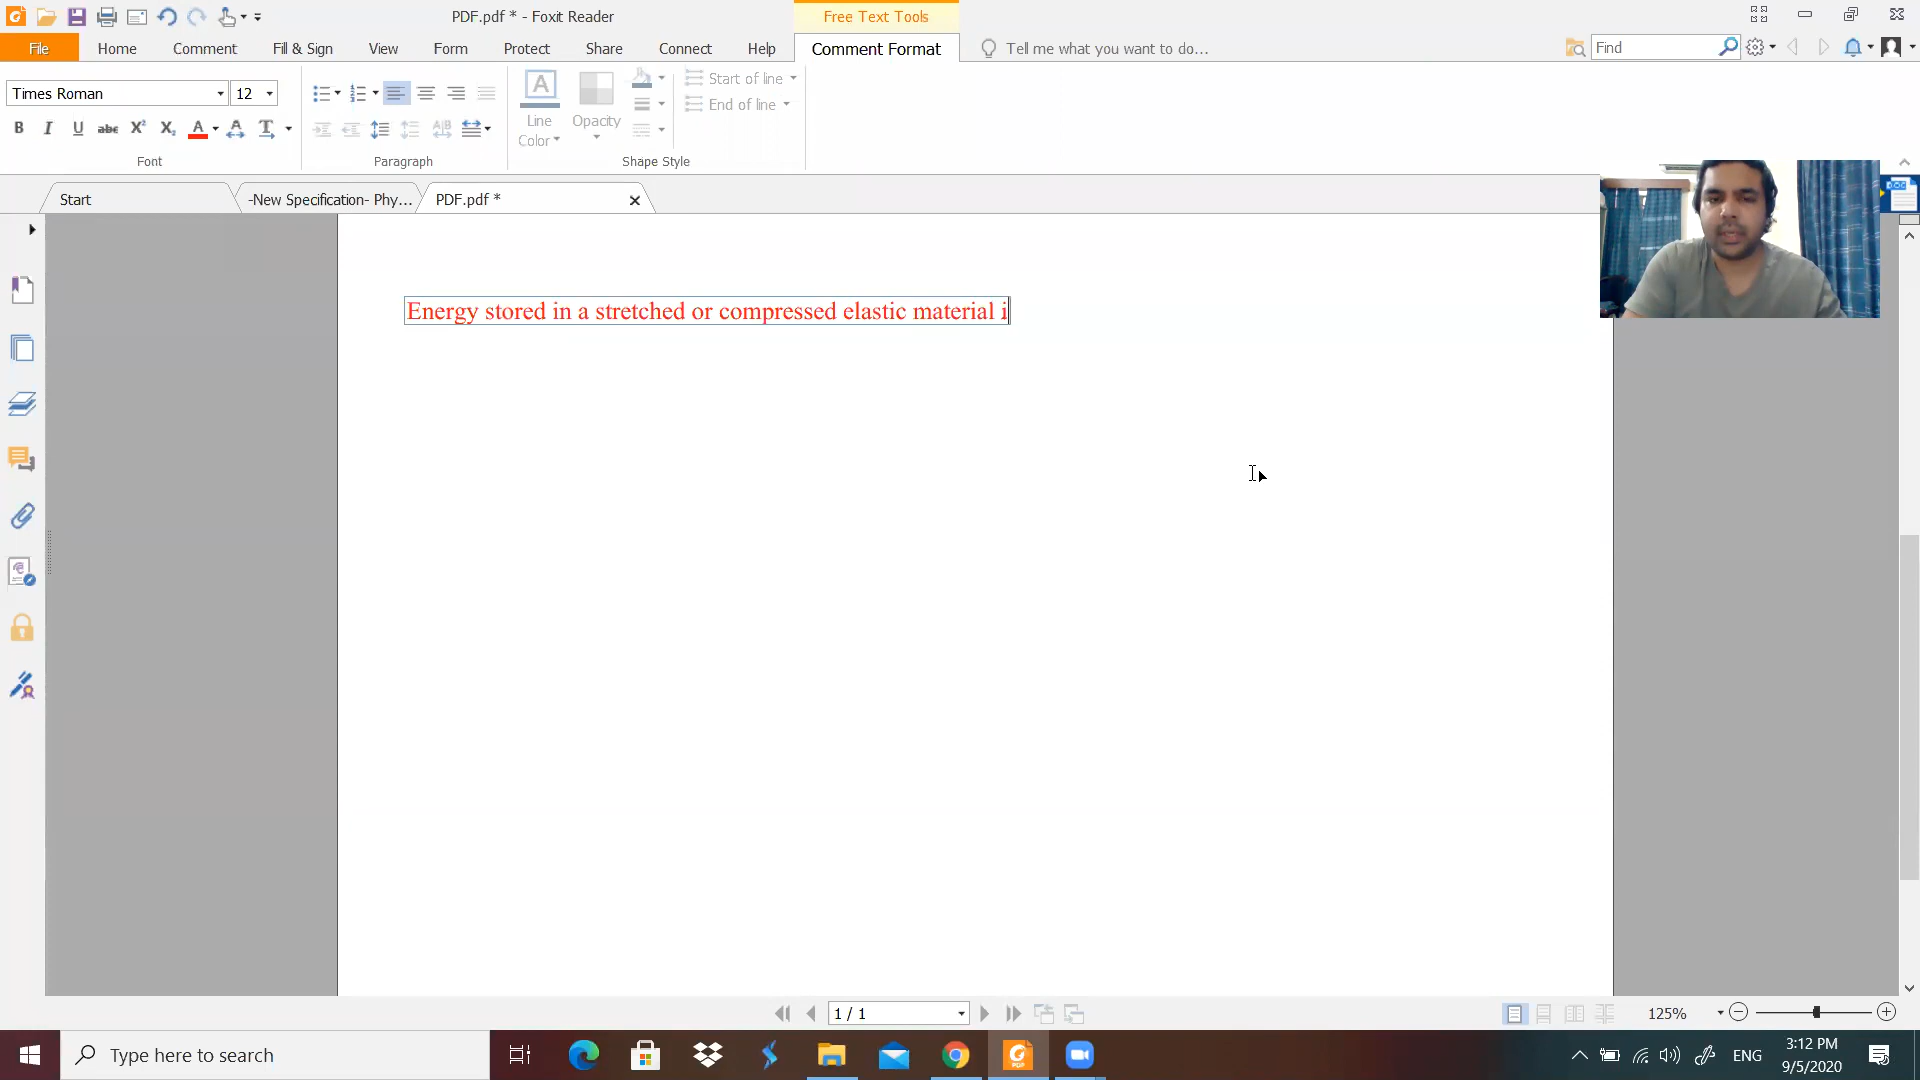 PDF.pdf * - Foxit Reader
Free Text Tools
File
Home
Comment
Fill & Sign
View
Form
Protect
Share
Connect
Help
Comment Format
Tell me what you want to do...
Find
Times Roman
12
Line Color
Opacity
Start of line
End of line
Font
Paragraph
Shape Style
Start
-New Specification- Phy...
PDF.pdf *
DOC
Energy stored in a stretched or compressed elastic material i
1 / 1
125%
Type here to search
ENG
3:12 PM
9/5/2020